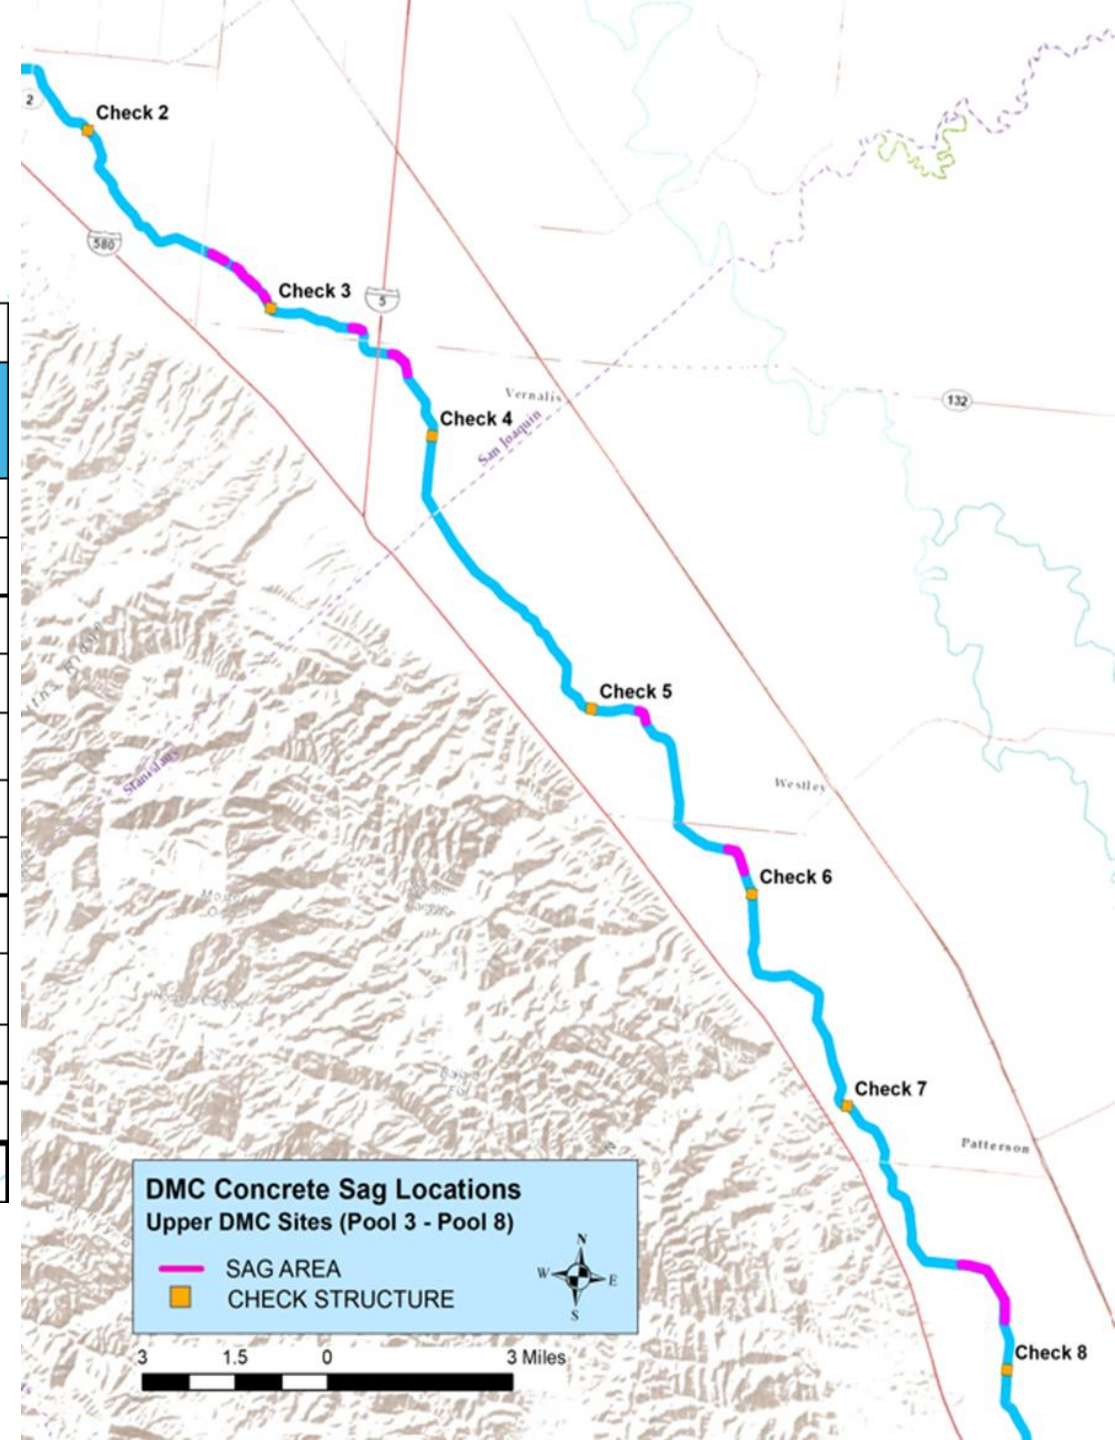 2
Check 2
580
Check 3
5
Check 4
Vernalis
San Joaquin
132
Check 5
Stanislaus
Westley
Check 6
Check 7
Patterson
DMC Concrete Sag Locations
Upper DMC Sites (Pool 3 - Pool 8)
SAG AREA
CHECK STRUCTURE
N
W E
S
3 1.5 0 3 Miles
Check 8